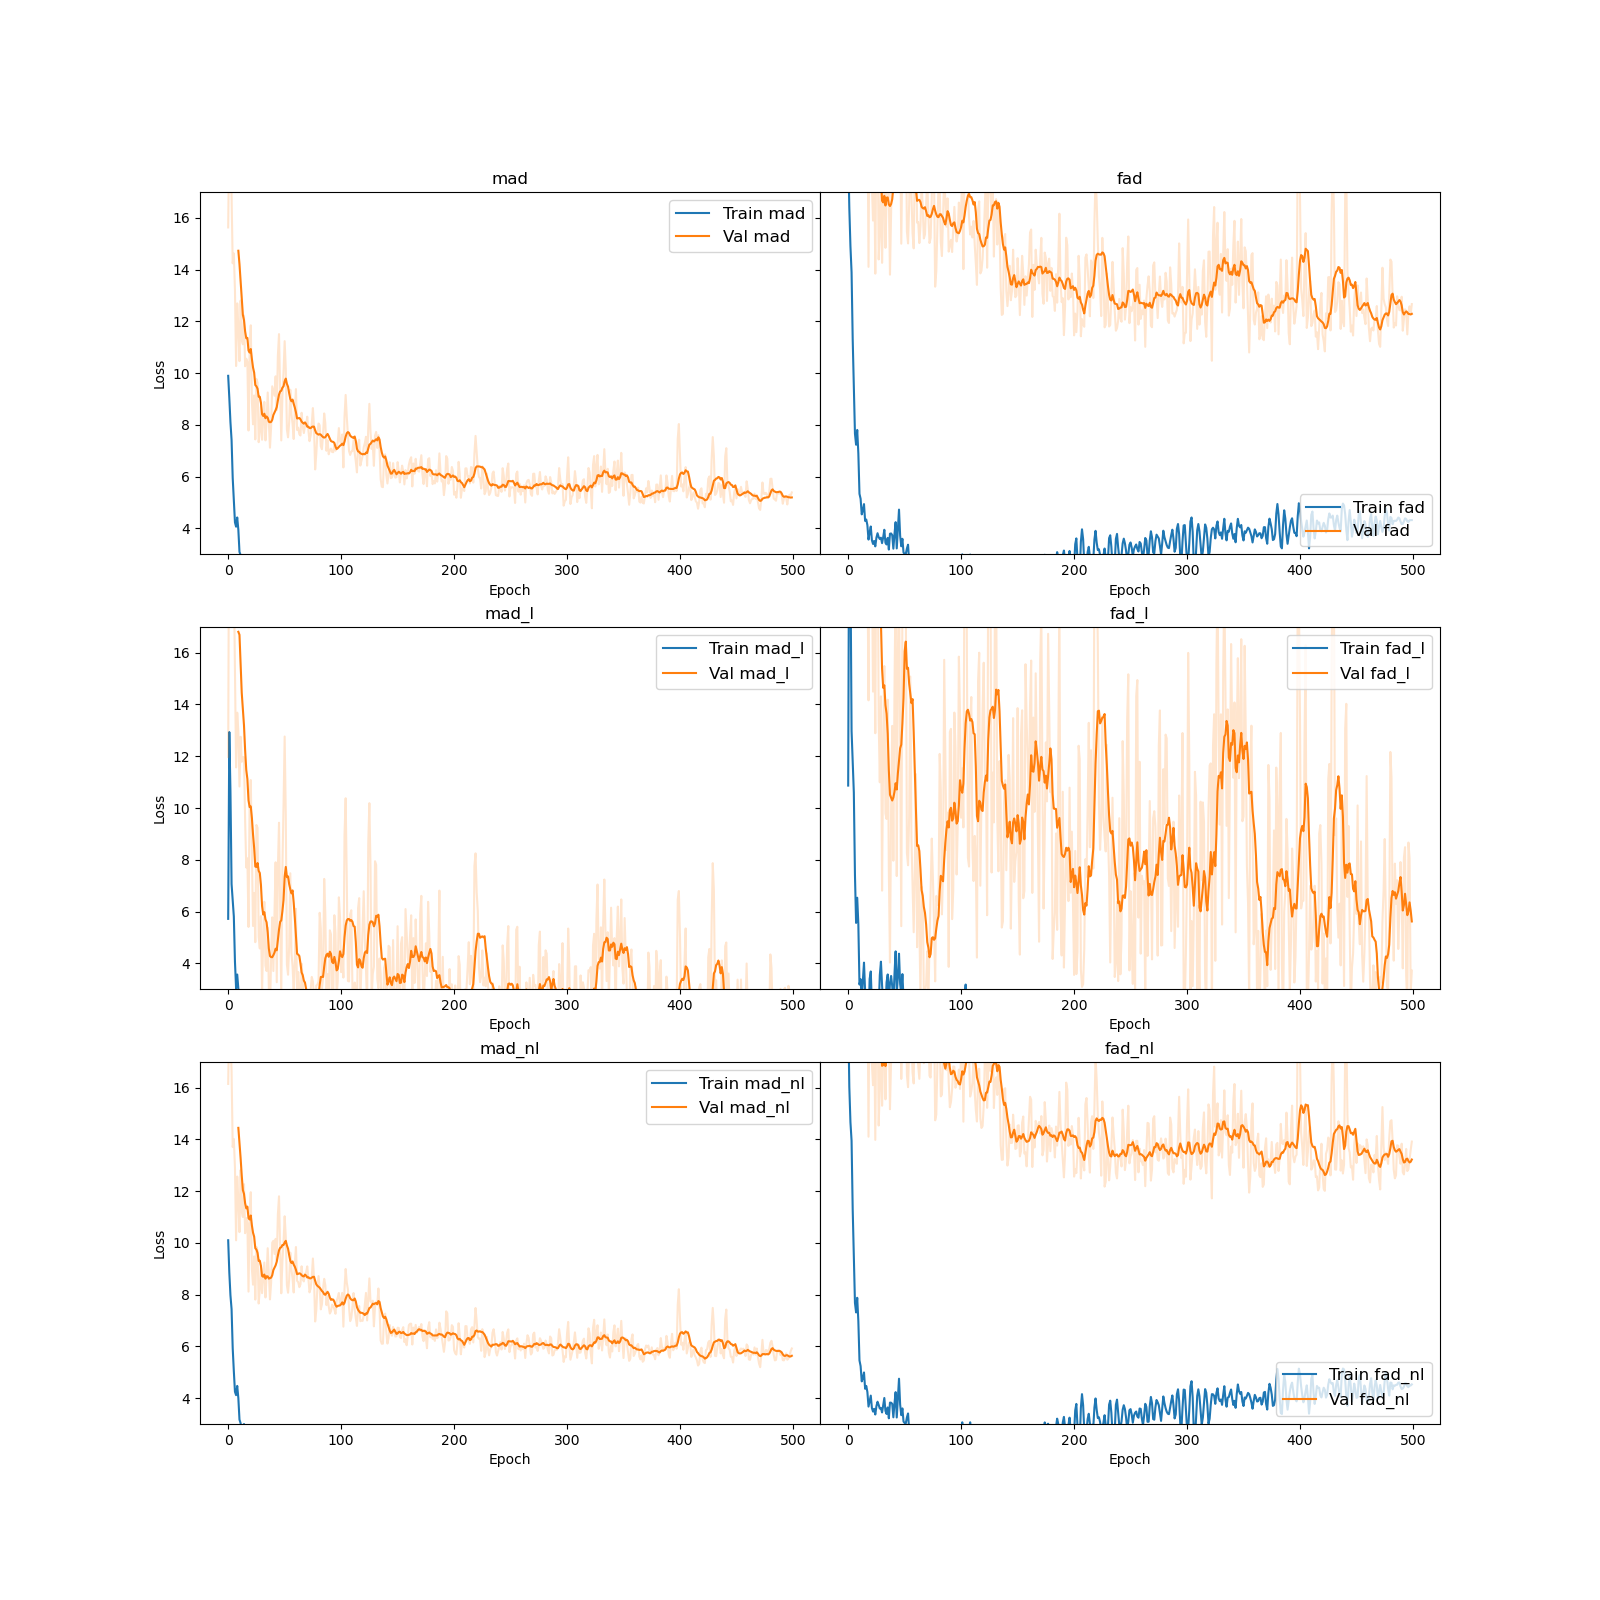 mad
fad
16
14
12
10
8
6
4
Loss
Train mad
Val mad
Train fad
Val fad
0 100 200 300 400 500
0 100 200 300 400 500
Epoch
Epoch
mad_l
fad_l
16
14
12
10
8
6
4
Loss
Train mad_l
Val mad_l
Train fad_l
Val fad_l
0 100 200 300 400 500
0 100 200 300 400 500
Epoch
Epoch
mad_nl
fad_nl
16
14
12
10
8
6
4
Loss
Train mad_nl
Val mad_nl
Train fad_nl
Val fad_nl
0 100 200 300 400 500
0 100 200 300 400 500
Epoch
Epoch